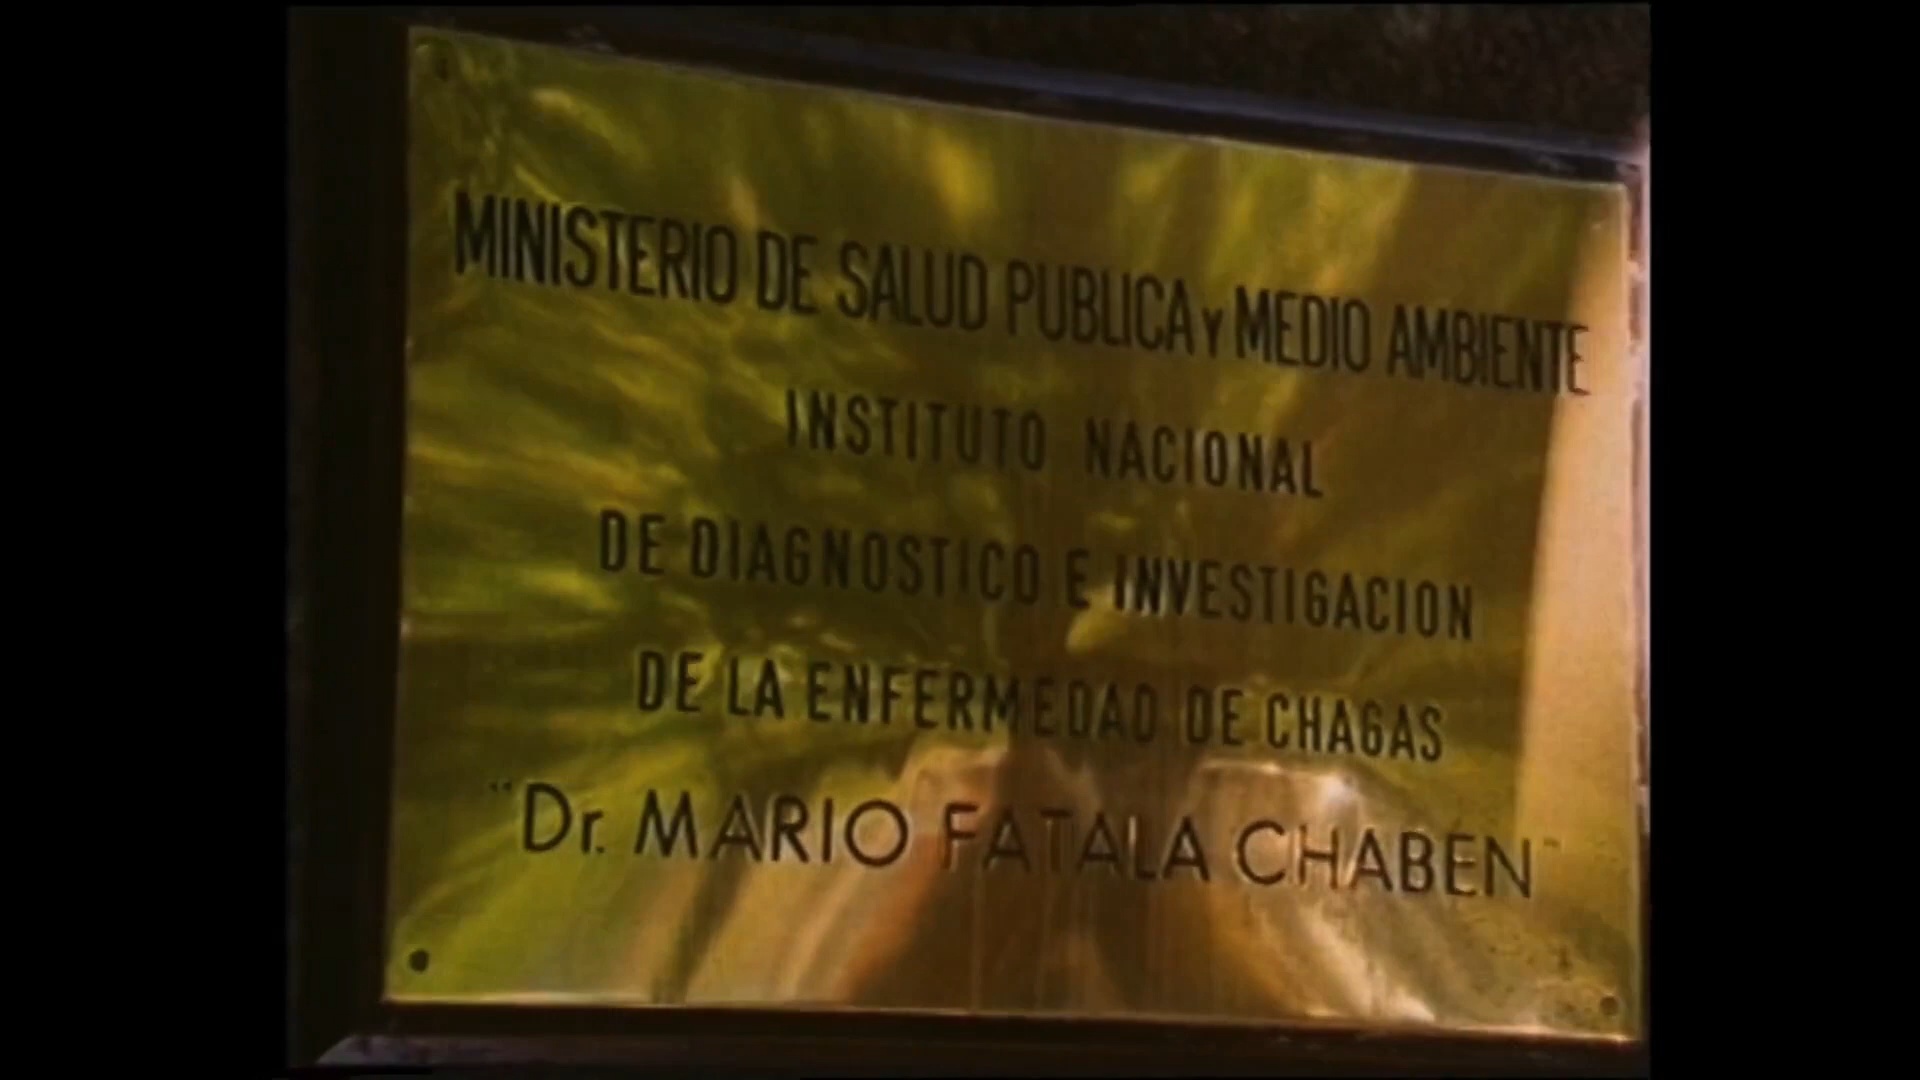 MINISTERIO DE SALUD PUBLICA Y MEDIO AMBIENTE
INSTITUTO NACIONAL
DE DIAGNOSTICO E INVESTIGACION
DE LA ENFERMEDAD DE CHAGAS
"Dr. MARIO FATALA CHABEN"